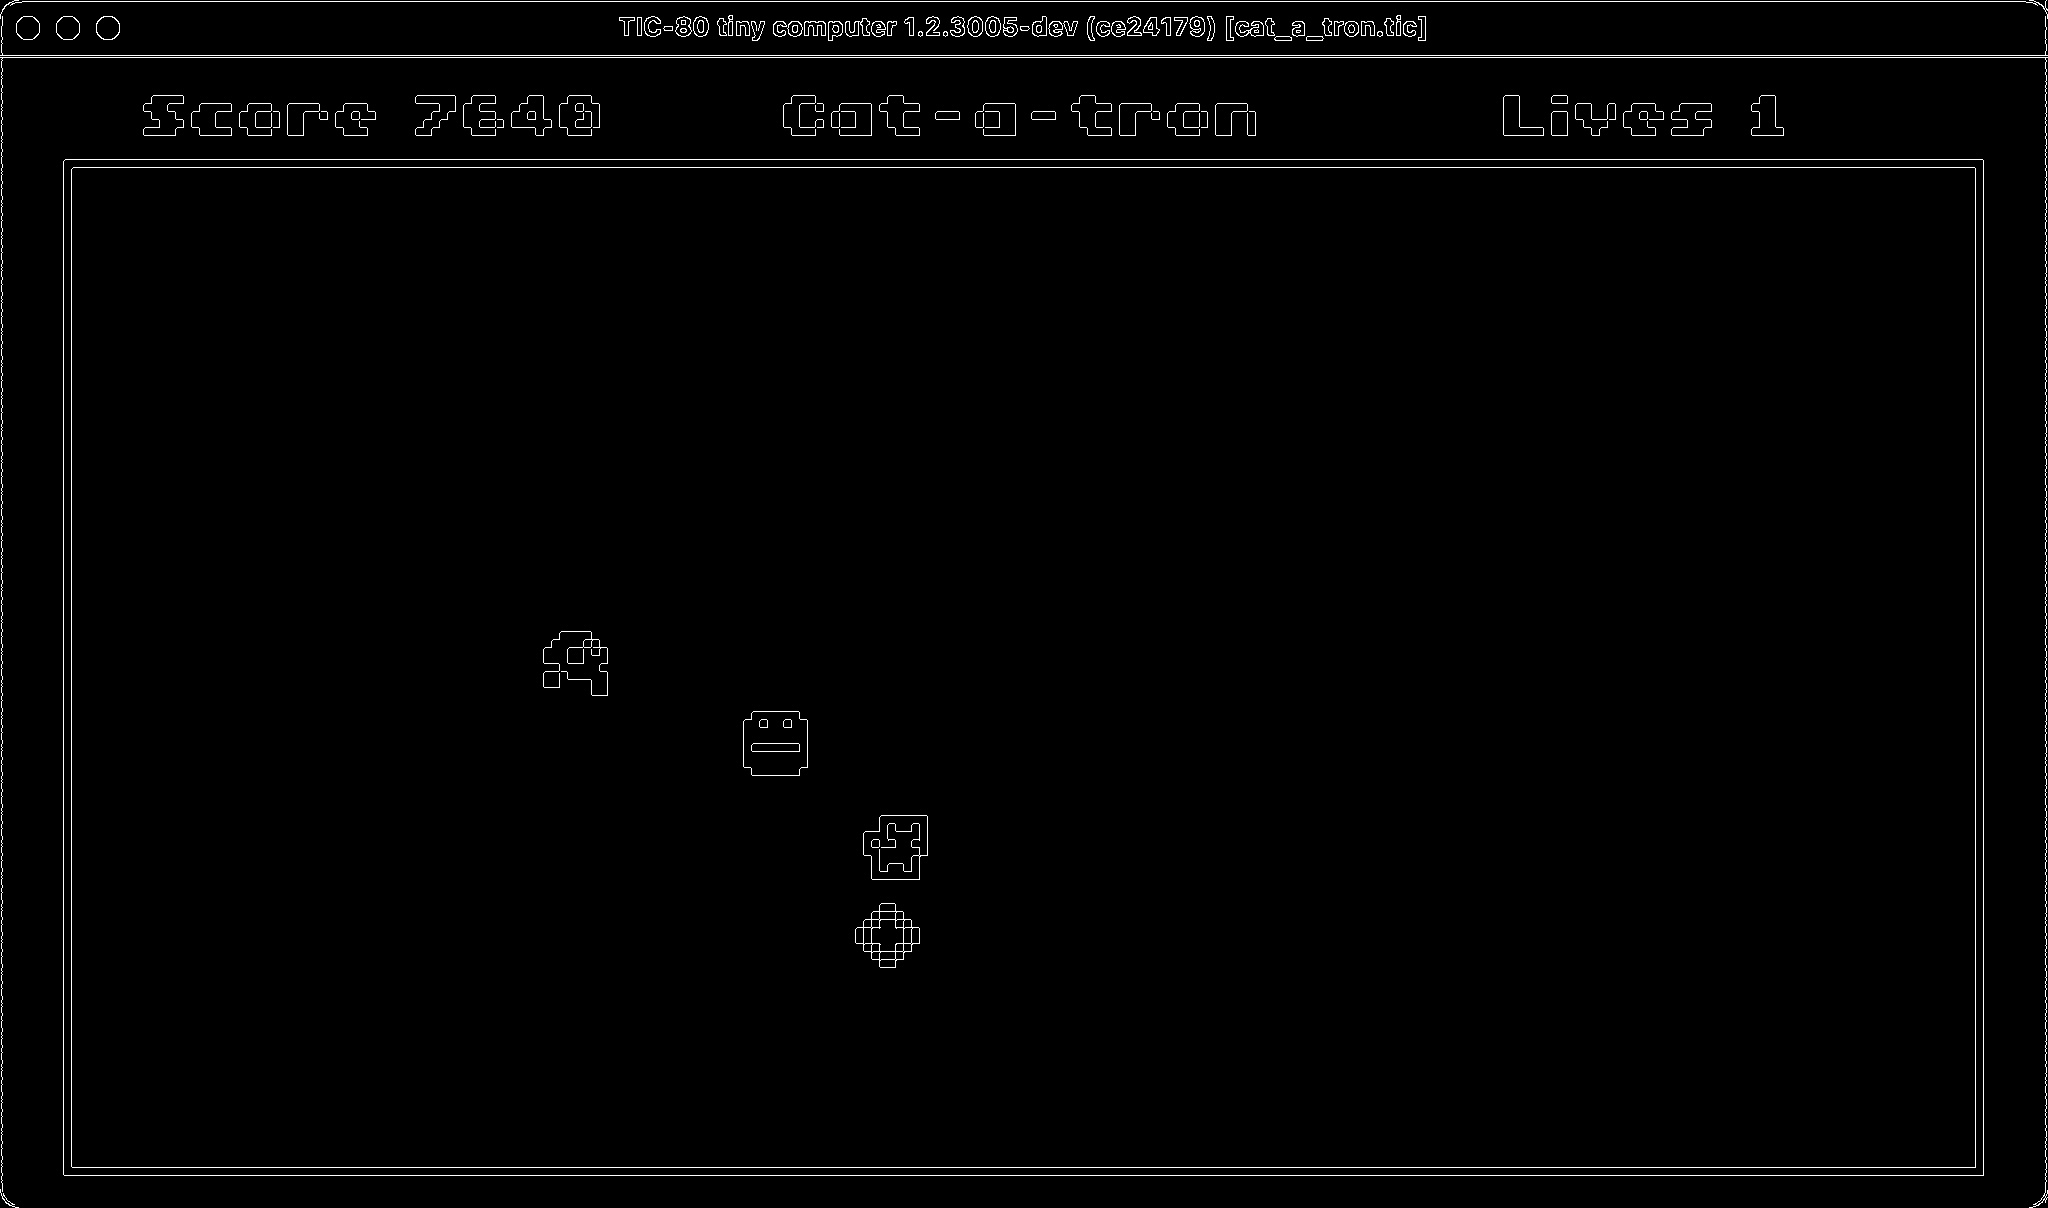 TIC-80 tiny computer 1.2.3005-dev (ce24179) [cat_a_tron.tic]
Score 7640 Cat-a-tron Lives 1